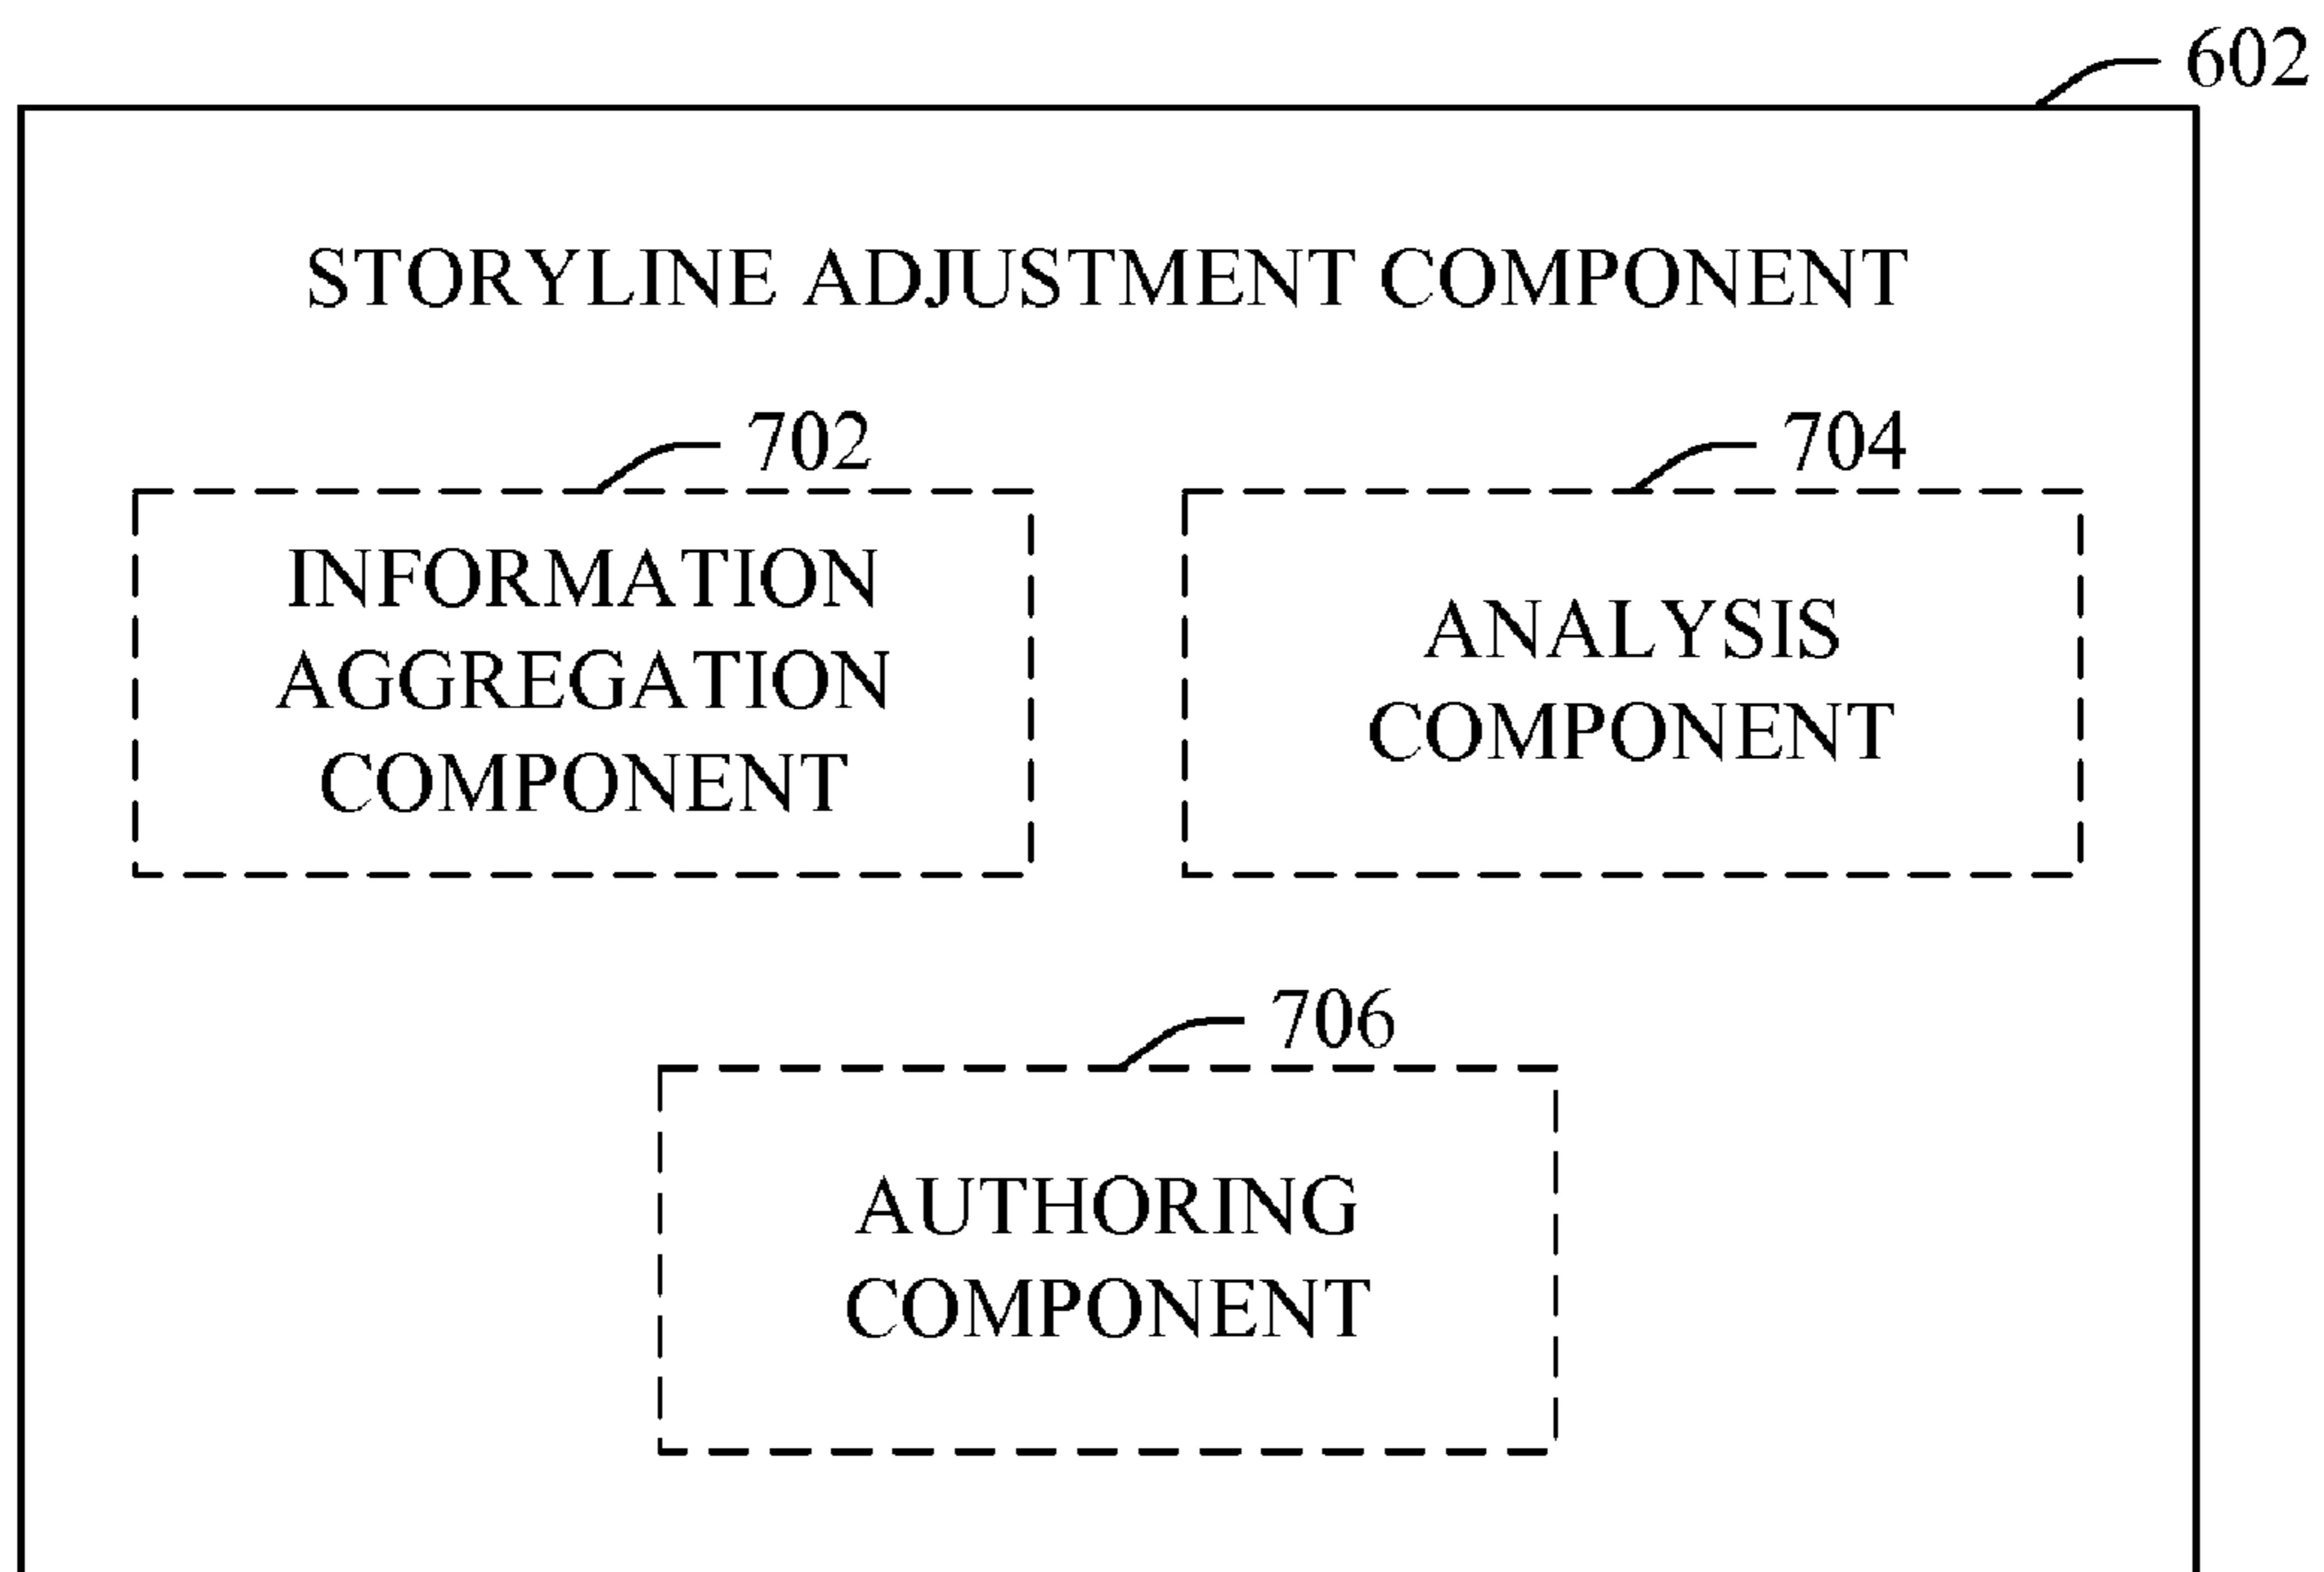 602
STORYLINE ADJUSTMENT COMPONENT
702
704
INFORMATION
AGGREGATION
COMPONENT
ANALYSIS
COMPONENT
706
AUTHORING
COMPONENT